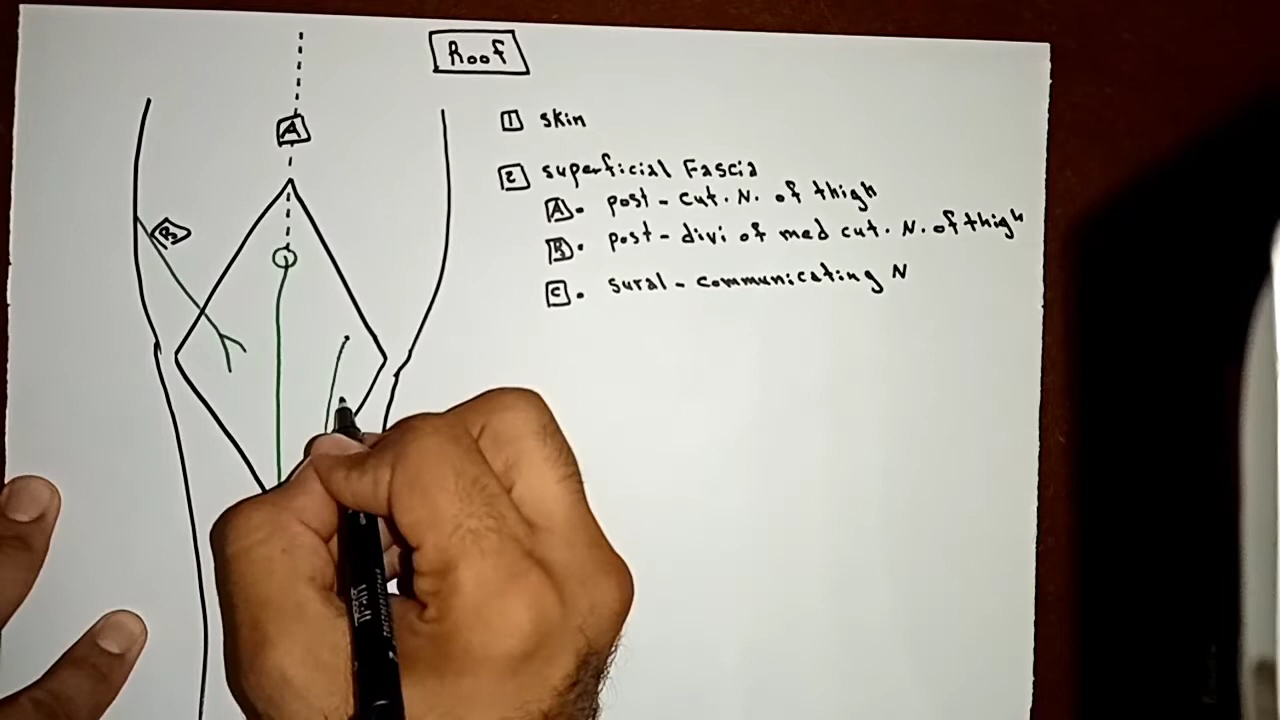 Roof
A
1 skin
2 superficial Fascia
A. post-cut. N. of thigh
B
B. post-divi of med cut. N. of thigh
C. sural-communicating N